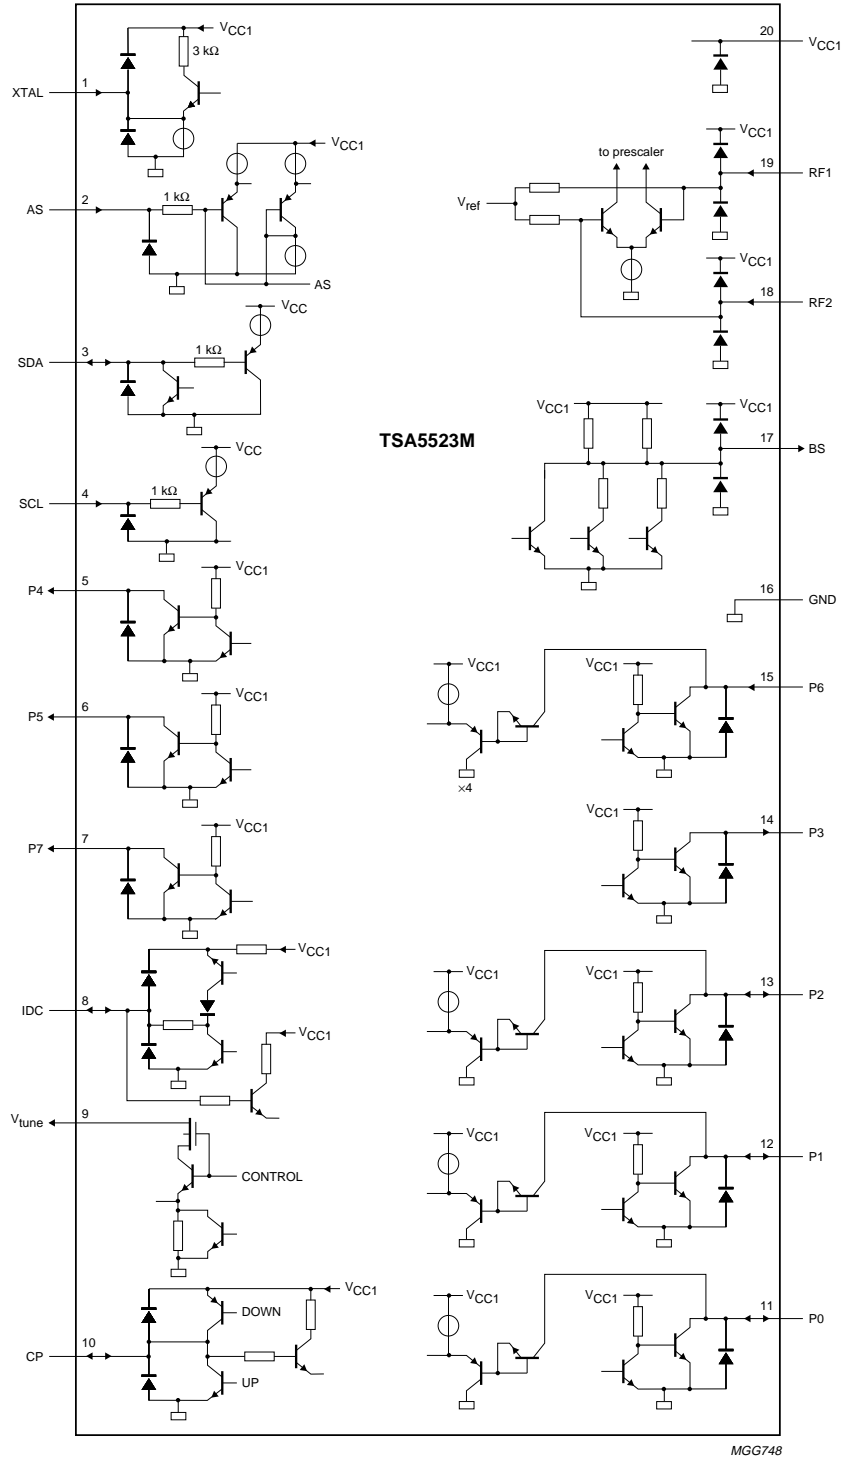 VCC1
3 kΩ
XTAL
1
VCC1
1 kΩ
AS
2
AS
VCC
1 kΩ
SDA
3
VCC
1 kΩ
SCL
4
VCC1
P4
5
VCC1
P5
6
VCC1
P7
7
VCC1
IDC
8
VCC1
Vtune
9
CONTROL
VCC1
DOWN
CP
10
UP
TSA5523M
20
VCC1
VCC1
to prescaler
19
RF1
Vref
VCC1
18
RF2
VCC1
VCC1
17
BS
16
GND
VCC1
VCC1
15
P6
×4
VCC1
14
P3
VCC1
VCC1
13
P2
VCC1
VCC1
12
P1
VCC1
VCC1
11
P0
MGG748